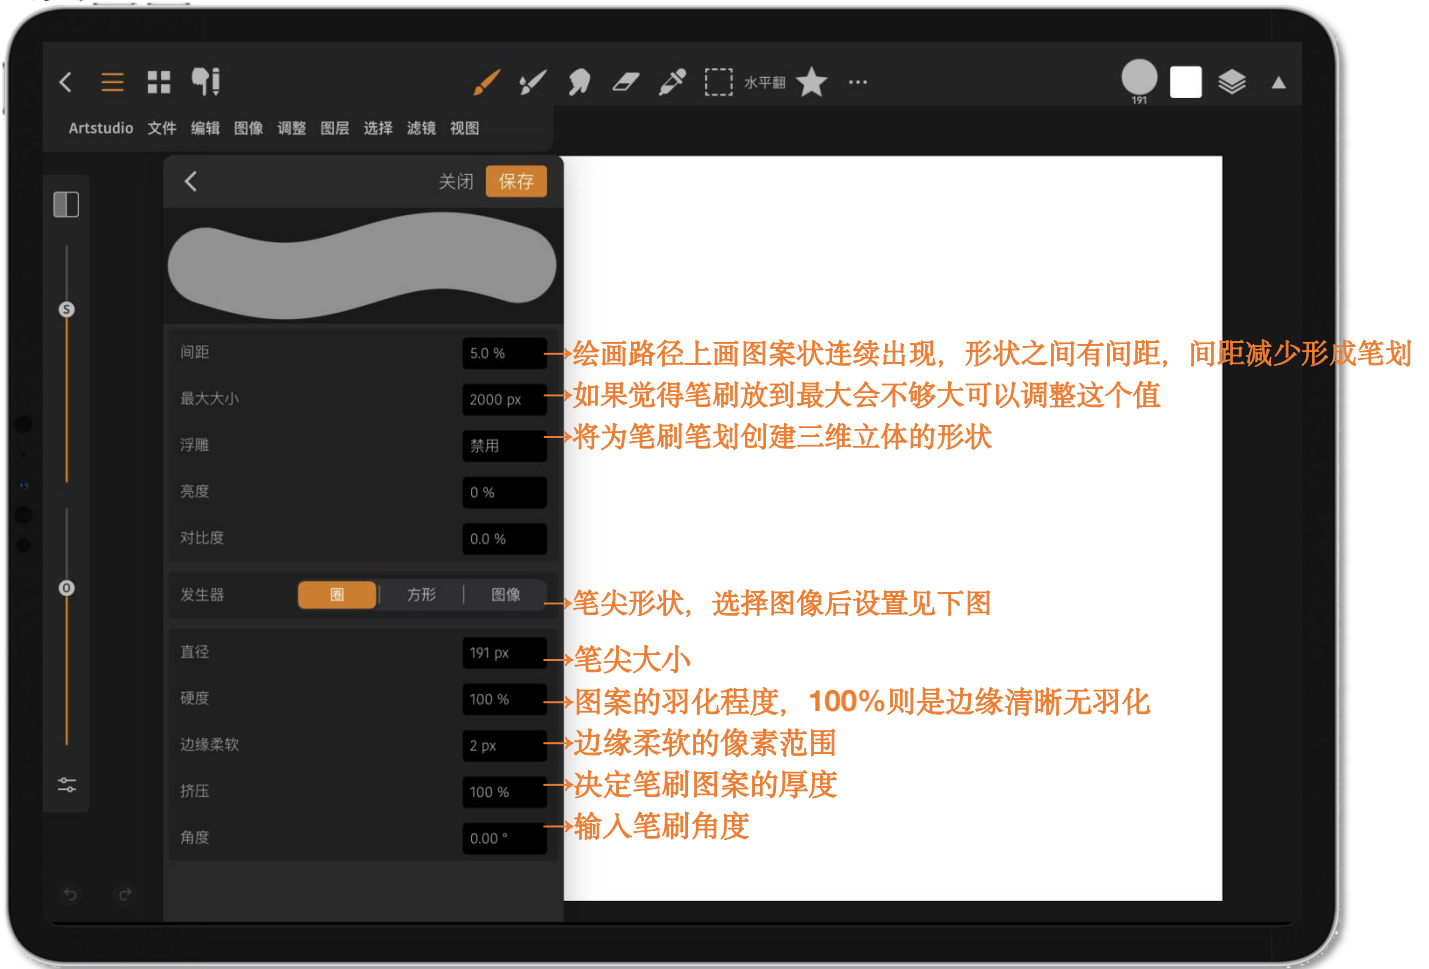 水平翻
191
Artstudio 文件 编辑 图像 调整 图层 选择 滤镜 视图
关闭 保存
S
间距 5.0 % 绘画路径上画图案状连续出现，形状之间有间距，间距减少形成笔划
最大大小 2000 px 如果觉得笔刷放到最大会不够大可以调整这个值
浮雕 禁用 将为笔刷笔划创建三维立体的形状
亮度 0 %
对比度 0.0 %
O
发生器 圈 方形 图像 笔尖形状，选择图像后设置见下图
直径 191 px 笔尖大小
硬度 100 % 图案的羽化程度，100%则是边缘清晰无羽化
边缘柔软 2 px 边缘柔软的像素范围
挤压 100 % 决定笔刷图案的厚度
角度 0.00 ° 输入笔刷角度